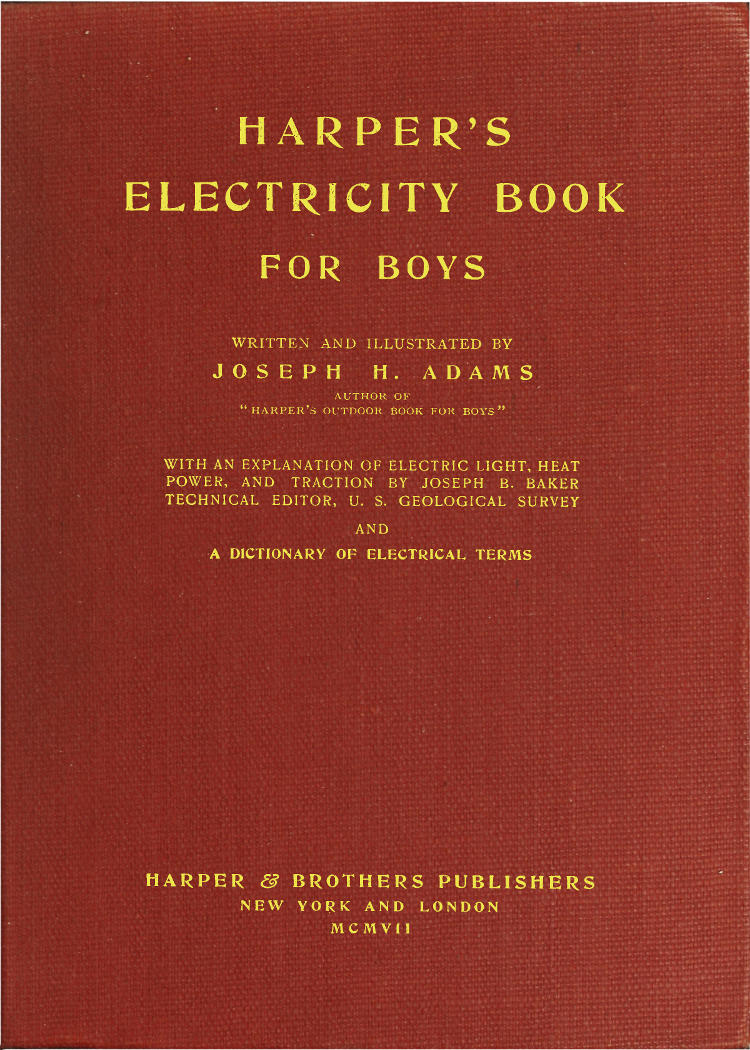 HARPER'S
ELECTRICITY BOOK
FOR BOYS
WRITTEN AND ILLUSTRATED BY
JOSEPH H. ADAMS
AUTHOR OF
"HARPER'S OUTDOOR BOOK FOR BOYS"
WITH AN EXPLANATION OF ELECTRIC LIGHT, HEAT
POWER, AND TRACTION BY JOSEPH B. BAKER
TECHNICAL EDITOR, U. S. GEOLOGICAL SURVEY
AND
A DICTIONARY OF ELECTRICAL TERMS
HARPER & BROTHERS PUBLISHERS
NEW YORK AND LONDON
MCMVII